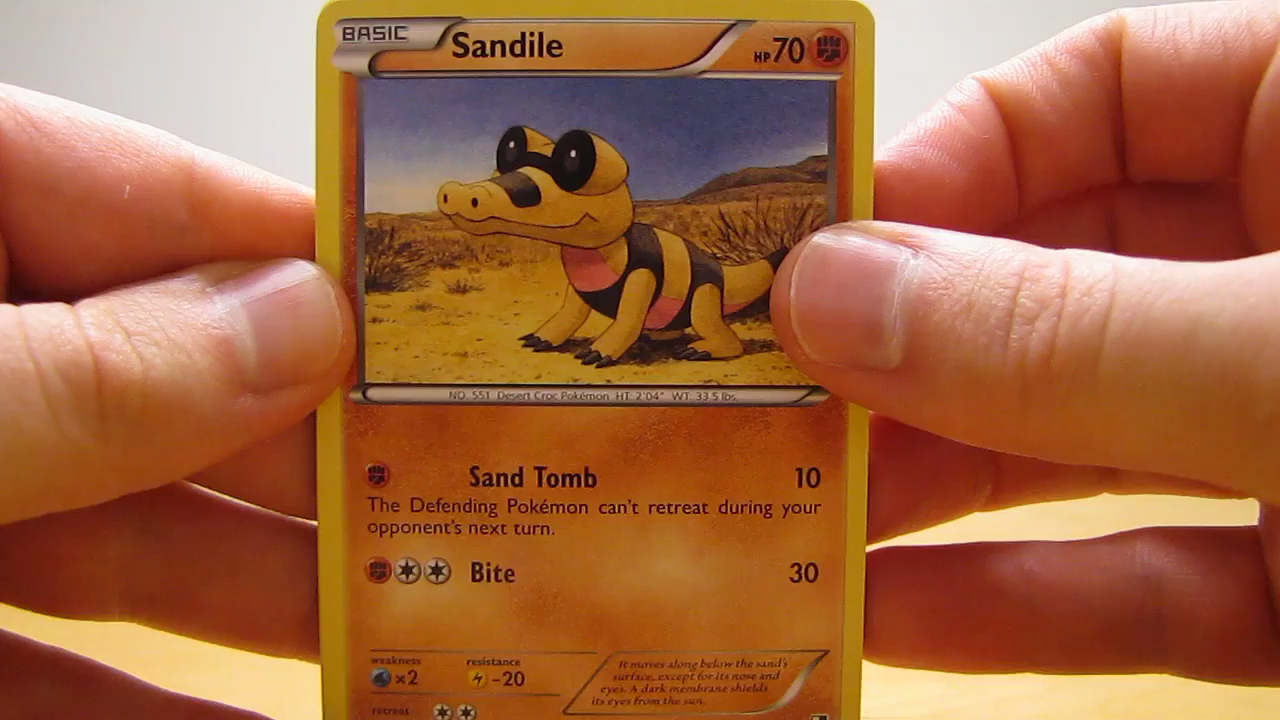 BASIC Sandile HP 70
NO. 551 Desert Croc Pokémon HT: 2'04" WT: 33.5 lbs.
Sand Tomb 10
The Defending Pokémon can't retreat during your
opponent's next turn.
Bite 30
weakness resistance
×2 -20
retreat
It moves along below the sand's
surface, except for its nose and
eyes. A dark membrane shields
its eyes from the sun.